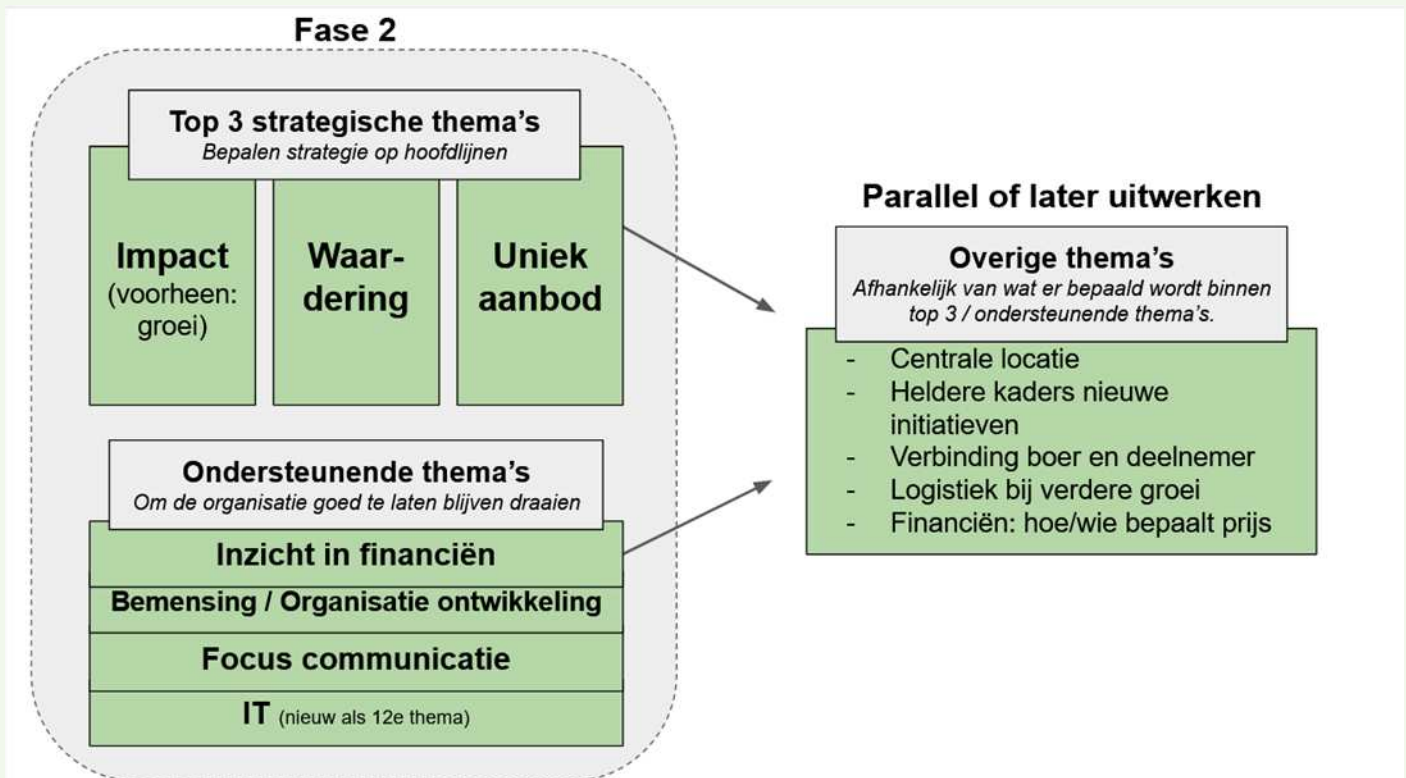 Fase 2
Top 3 strategische thema's
Bepalen strategie op hoofdlijnen
Impact
(voorheen:
groei)
Waar-
dering
Uniek
aanbod
Ondersteunende thema's
Om de organisatie goed te laten blijven draaien
Inzicht in financiën
Bemensing / Organisatie ontwikkeling
Focus communicatie
IT (nieuw als 12e thema)
Parallel of later uitwerken
Overige thema's
Afhankelijk van wat er bepaald wordt binnen
top 3 / ondersteunende thema's.
- Centrale locatie
- Heldere kaders nieuwe
initiatieven
- Verbinding boer en deelnemer
- Logistiek bij verdere groei
- Financiën: hoe/wie bepaalt prijs